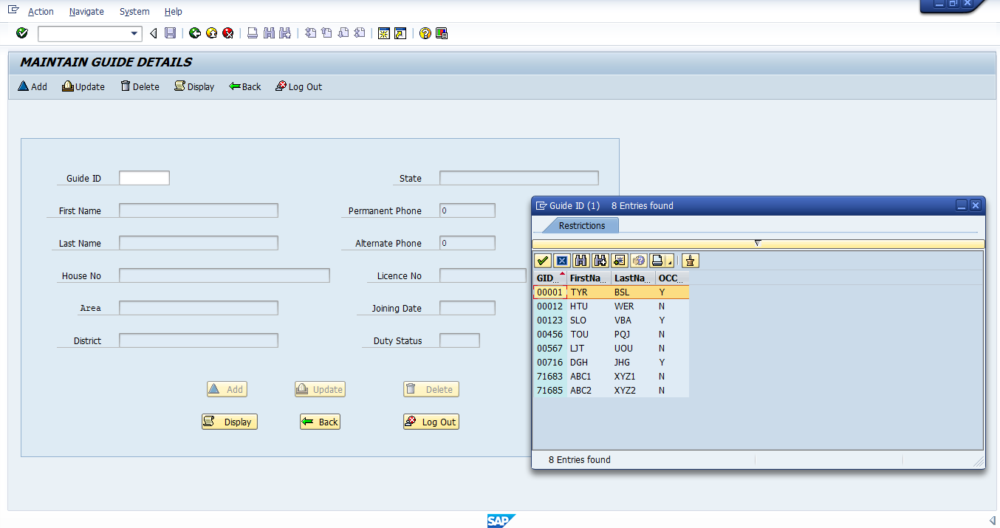 Action Navigate System Help
MAINTAIN GUIDE DETAILS
Add Update Delete Display Back Log Out
Guide ID
State
First Name
Permanent Phone 0
Last Name
Alternate Phone 0
House No
Licence No
Area
Joining Date
District
Duty Status
Add Update Delete
Display Back Log Out
Guide ID (1) 8 Entries found
Restrictions
GID... FirstNa... LastNa... OCC...
00001 TYR BSL Y
00012 HTU WER N
00123 SLO VBA Y
00456 TOU PQJ N
00567 LJT UOU N
00716 DGH JHG Y
71683 ABC1 XYZ1 N
71685 ABC2 XYZ2 N
8 Entries found
SAP